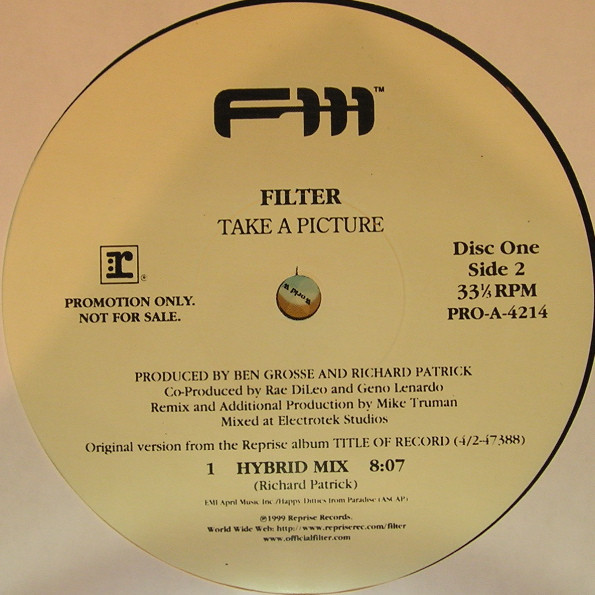 FM™
FILTER
TAKE A PICTURE
r®
PROMOTION ONLY.
NOT FOR SALE.
Disc One
Side 2
33⅓ RPM
PRO-A-4214
PRODUCED BY BEN GROSSE AND RICHARD PATRICK
Co-Produced by Rae DiLeo and Geno Lenardo
Remix and Additional Production by Mike Truman
Mixed at Electrotek Studios
Original version from the Reprise album TITLE OF RECORD (4/2-47388)
1 HYBRID MIX 8:07
(Richard Patrick)
EMI April Music Inc./Happy Ditties from Paradise (ASCAP)
℗1999 Reprise Records.
World Wide Web: http://www.repriserec.com/filter
www.officialfilter.com